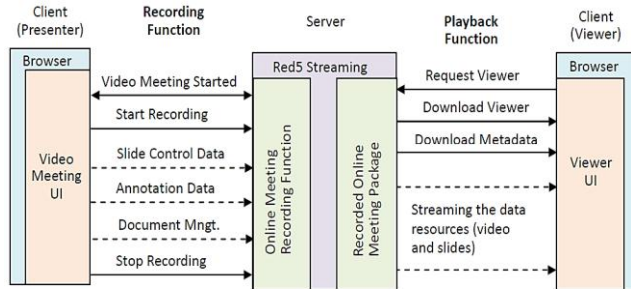 Client
(Presenter)
Recording
Function
Server
Playback
Function
Client
(Viewer)
Browser
Red5 Streaming
Browser
Video Meeting Started
Start Recording
Slide Control Data
Annotation Data
Document Mngt.
Stop Recording
Video
Meeting
UI
Online Meeting
Recording Function
Recorded Online
Meeting Package
Request Viewer
Download Viewer
Download Metadata
Streaming the data
resources (video
and slides)
Viewer
UI